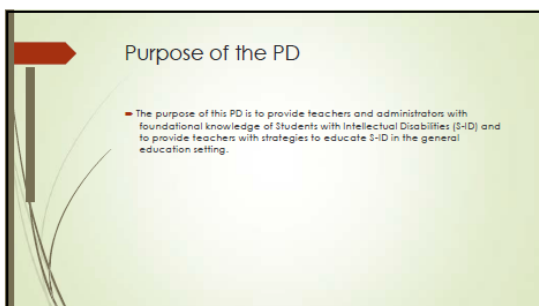 Purpose of the PD
The purpose of this PD is to provide teachers and administrators with
foundational knowledge of Students with Intellectual Disabilities (S-ID) and
to provide teachers with strategies to educate S-ID in the general
education setting.